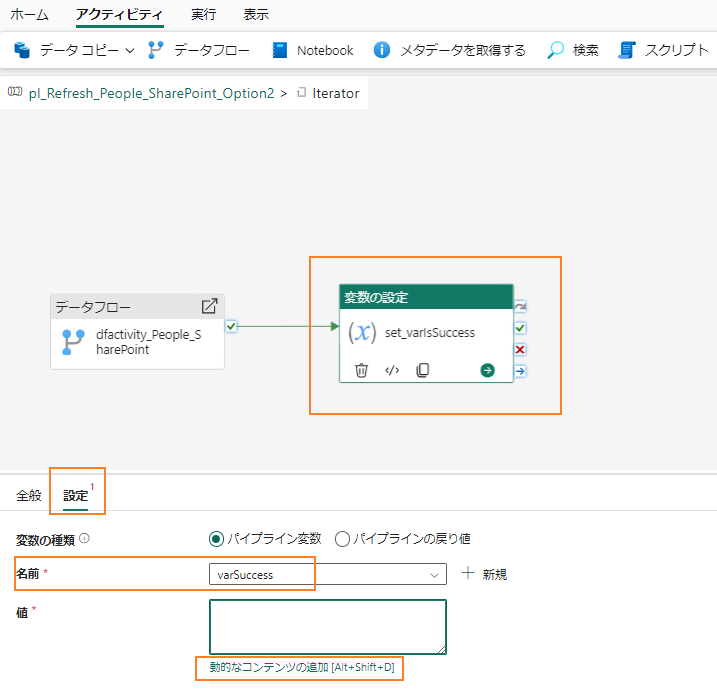 ホーム アクティビティ 実行 表示
データ コピー データフロー Notebook メタデータを取得する 検索 スクリプト
pl_Refresh_People_SharePoint_Option2 > Iterator
データフロー
dfactivity_People_S
harePoint
変数の設定
(x) set_varIsSuccess
全般 設定 1
変数の種類 パイプライン変数 パイプラインの戻り値
名前 * varSuccess + 新規
値 *
動的なコンテンツの追加 [Alt+Shift+D]